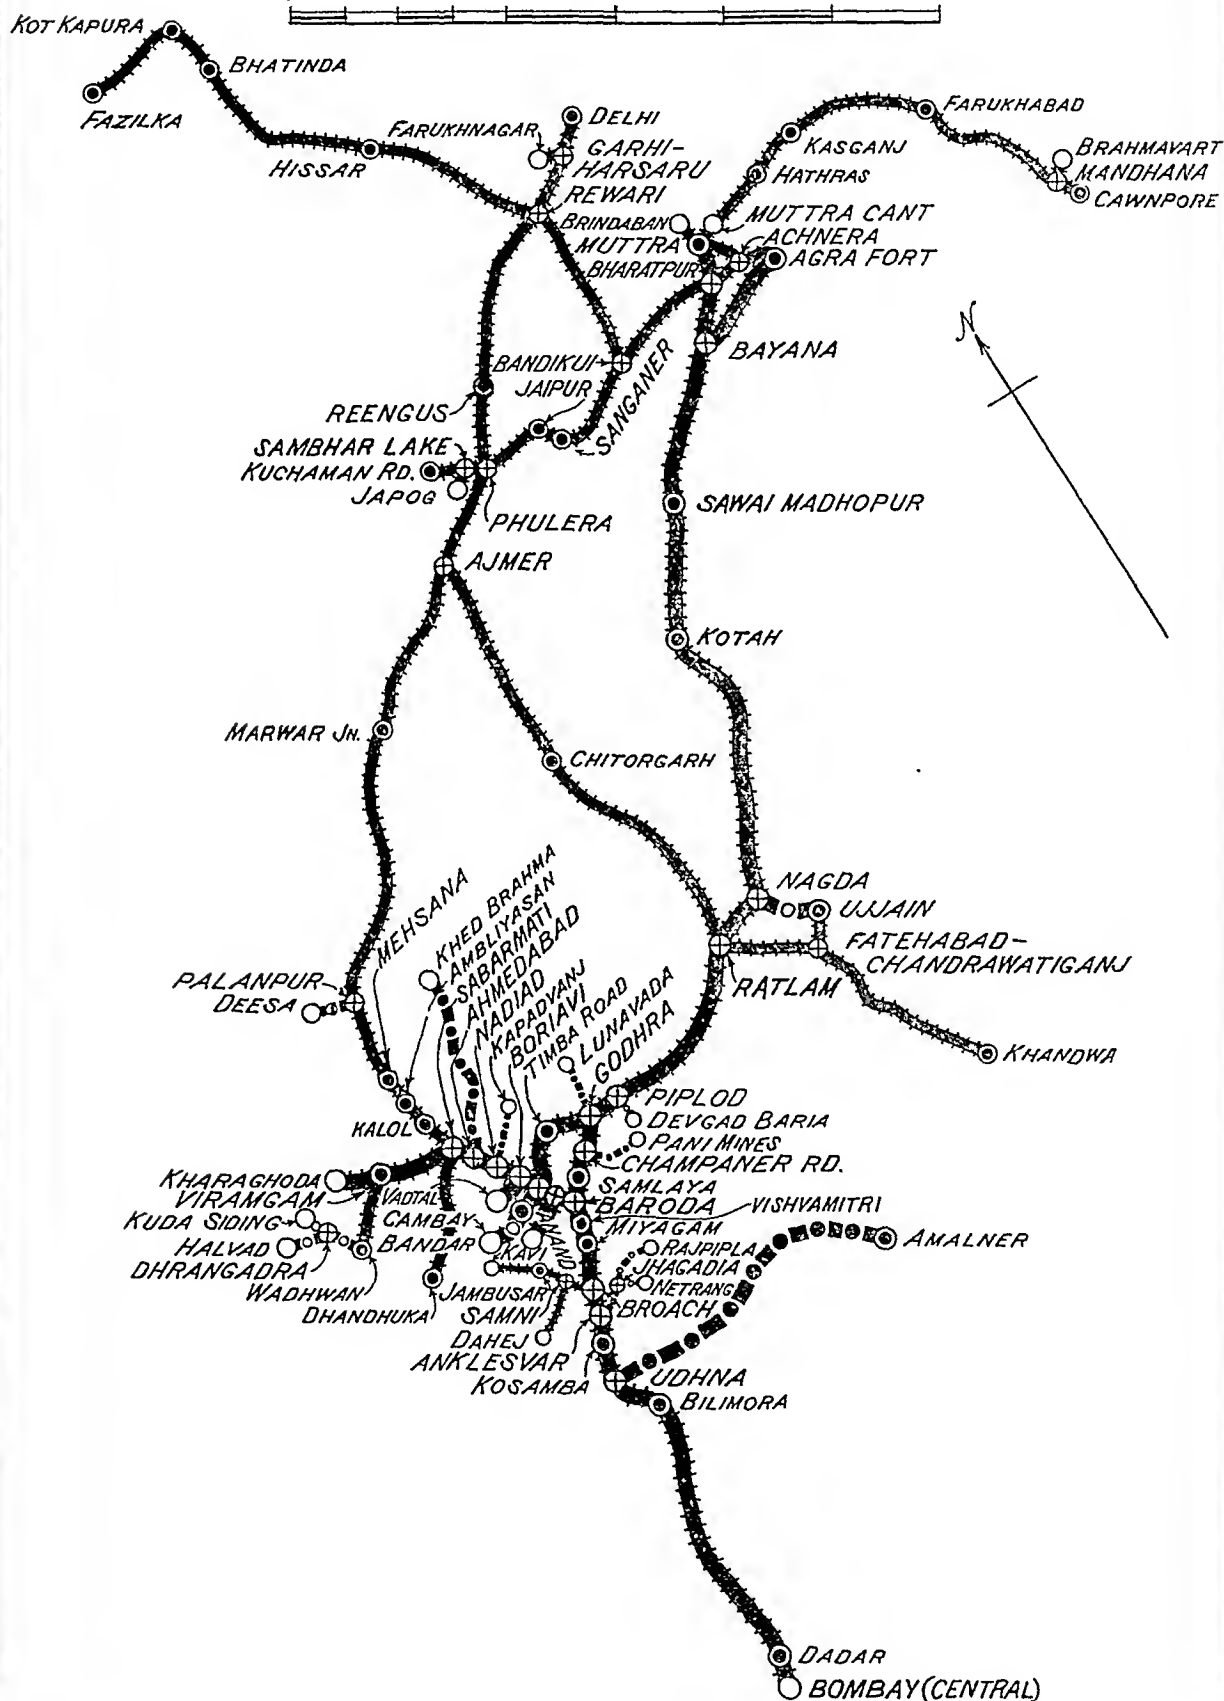 KOT KAPURA
BHATINDA
FAZILKA
HISSAR
FARUKHNAGAR
DELHI
GARHI-
HARSARU
REWARI
FARUKHABAD
KASGANJ
HATHRAS
BRAHMAVART
MANDHANA
CAWNPORE
BRINDABAN
MUTTRA CANT
MUTTRA
ACHNERA
BHARATPUR
AGRA FORT
N
BANDIKUI
BAYANA
JAIPUR
SANGANER
REENGUS
SAMBHAR LAKE
KUCHAMAN RD.
JAPOG
SAWAI MADHOPUR
PHULERA
AJMER
KOTAH
MARWAR JN.
CHITORGARH
NAGDA
UJJAIN
FATEHABAD-
CHANDRAWATIGANJ
RATLAM
MEHSANA
KHED BRAHMA
AMBLIYASAN
SABARMATI
AHMEDABAD
NADIAD
KAPADVANJ
BORIAVI
TIMBA ROAD
LUNAVADA
GODHRA
PALANPUR
DEESA
KHANDWA
PIPLOD
DEVGAD BARIA
KALOL
PANI MINES
CHAMPANER RD.
KHARAGHODA
VIRAMGAM
VADTAL
SAMLAYA
BARODA
VISHVAMITRI
KUDA SIDING
CAMBAY
ANAND
MIYAGAM
HALVAD
BANDAR
KAVI
RAJPIPLA
AMALNER
DHRANGADRA
JHAGADIA
WADHWAN
JAMBUSAR
NETRANG
DHANDHUKA
SAMNI
BROACH
DAHEJ
ANKLESVAR
KOSAMBA
UDHNA
BILIMORA
DADAR
BOMBAY (CENTRAL)